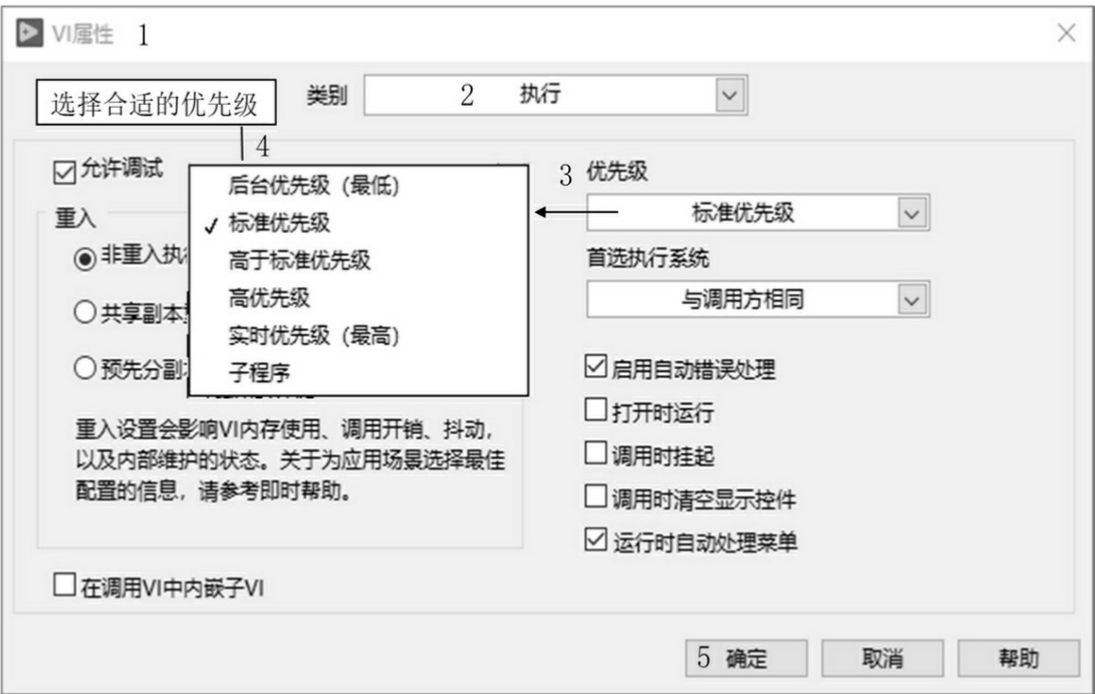 VI属性 1
选择合适的优先级
类别
2 执行
4
允许调试
后台优先级（最低）
✓ 标准优先级
高于标准优先级
高优先级
实时优先级（最高）
子程序
重入
非重入执
共享副本
预先分副
重入设置会影响VI内存使用、调用开销、抖动，
以及内部维护的状态。关于为应用场景选择最佳
配置的信息，请参考即时帮助。
在调用VI中内嵌子VI
3 优先级
标准优先级
首选执行系统
与调用方相同
启用自动错误处理
打开时运行
调用时挂起
调用时清空显示控件
运行时自动处理菜单
5 确定
取消
帮助